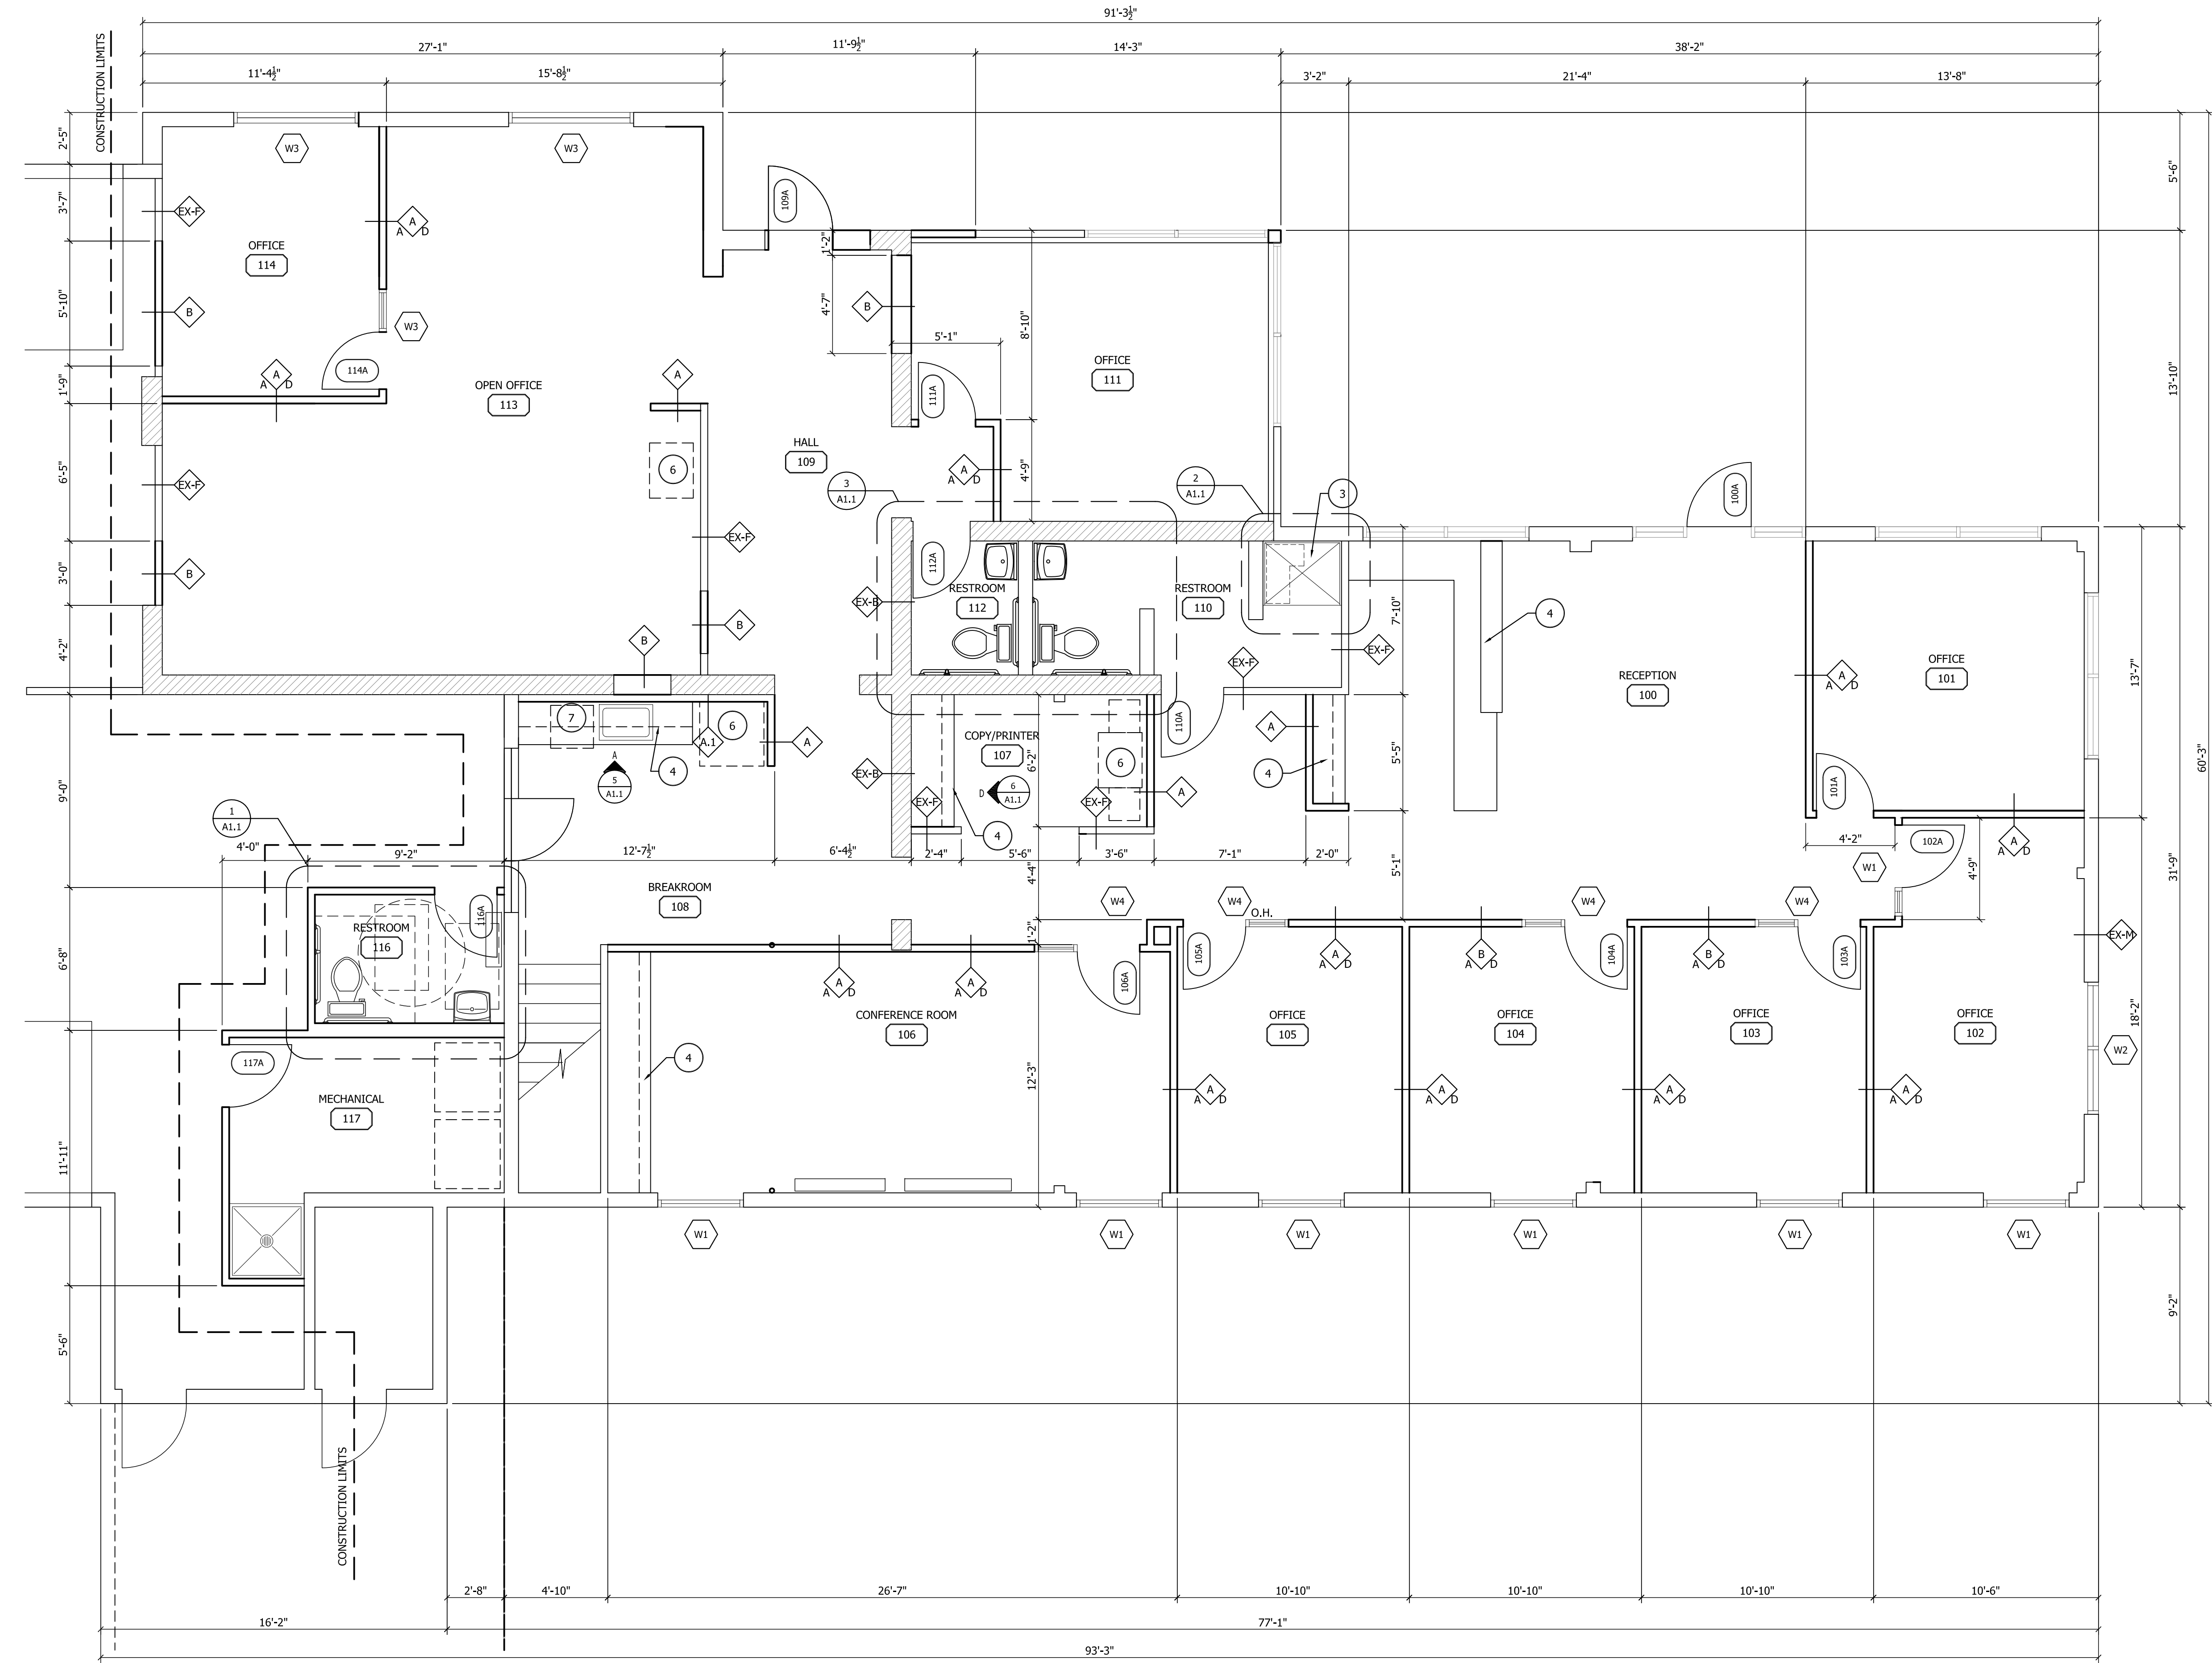 91'-3½"
27'-1"
11'-9½"
14'-3"
38'-2"
11'-4½"
15'-8½"
3'-2"
21'-4"
13'-8"
CONSTRUCTION LIMITS
2'-5"
3'-7"
5'-10"
1'-9"
6'-5"
3'-0"
4'-2"
9'-0"
6'-8"
11'-11"
5'-6"
W3
W3
EX-F
A
A D
OFFICE
114
B
W3
A
A D
114A
EX-F
B
OPEN OFFICE
113
A
6
EX-F
B
B
109A
1'-2"
4'-7"
B
5'-1"
8'-10"
4'-9"
OFFICE
111
111A
HALL
109
A
A D
3
A1.1
2
A1.1
3
112A
EX-B
RESTROOM
112
RESTROOM
110
EX-F
EX-F
110A
7'-10"
5'-5"
5'-1"
100A
4
RECEPTION
100
A
A D
OFFICE
101
101A
5'-6"
13'-10"
13'-7"
31'-9"
18'-2"
60'-3"
9'-2"
7
6
A.1
A
4
A
5
A1.1
EX-B
COPY/PRINTER
107
6'-2"
6
D
6
A1.1
EX-F
EX-F
A
4
A
4
1
A1.1
4'-0"
9'-2"
12'-7½"
6'-4½"
2'-4"
5'-6"
3'-6"
7'-1"
2'-0"
4'-4"
1'-2"
12'-3"
4'-2"
102A
A
A D
W1
4'-9"
BREAKROOM
108
W4
W4
O.H.
W4
W4
116A
RESTROOM
116
A
A D
A
A D
106A
105A
A
A D
B
A D
104A
B
A D
103A
EX-M
CONFERENCE ROOM
106
OFFICE
105
OFFICE
104
OFFICE
103
OFFICE
102
W2
4
117A
MECHANICAL
117
A
A D
A
A D
A
A D
A
A D
W1
W1
W1
W1
W1
W1
CONSTRUCTION LIMITS
2'-8"
4'-10"
26'-7"
10'-10"
10'-10"
10'-10"
10'-6"
16'-2"
77'-1"
93'-3"